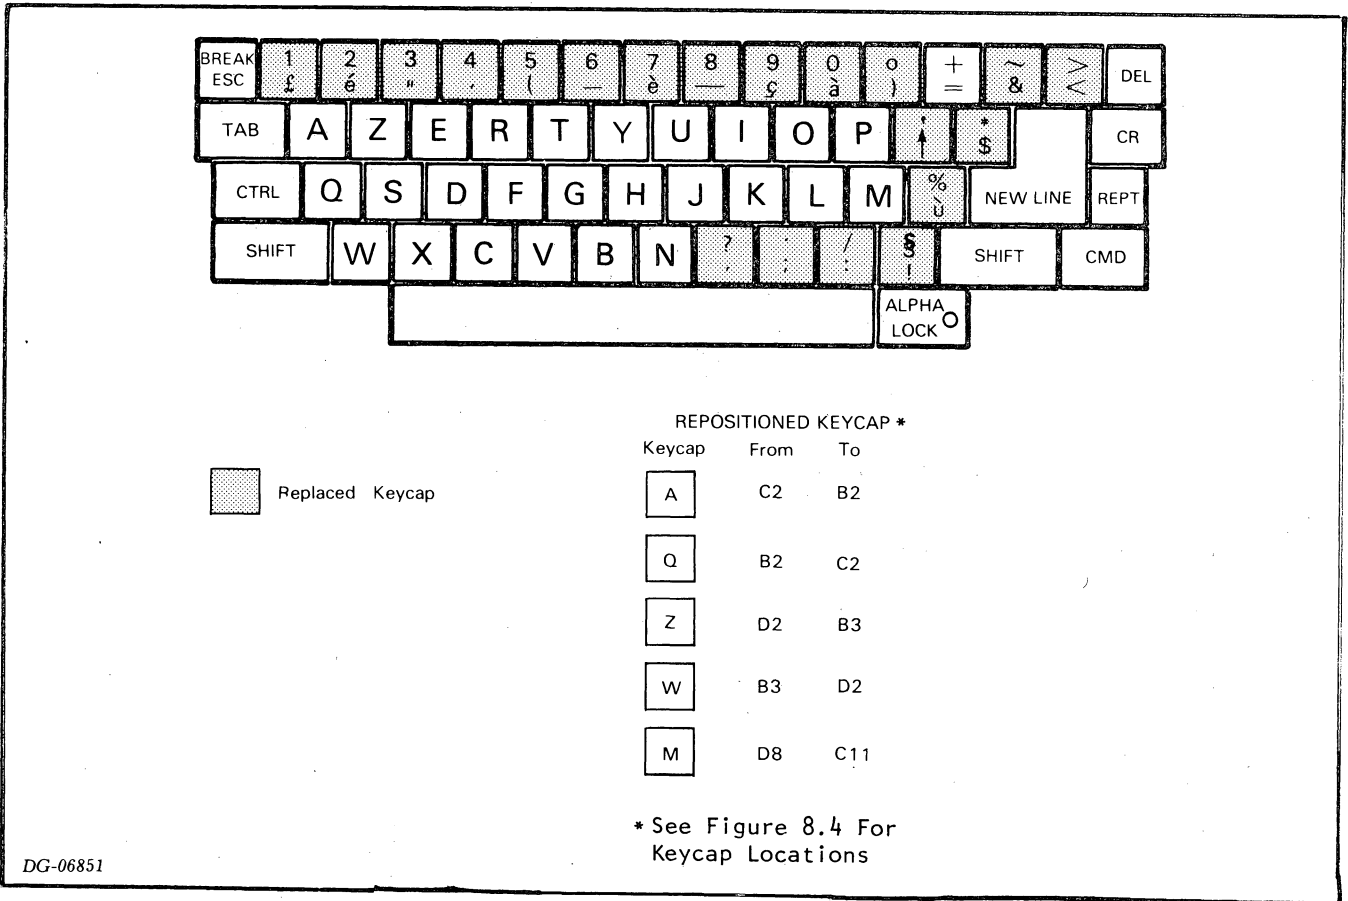 BREAK 1 2 3 4 5 6 7 8 9 0 o + ~ > DEL
ESC £ é " ' ( _ è — ç à ) = & <
TAB A Z E R T Y U I O P ↑ * $ CR
CTRL Q S D F G H J K L M % ù NEW LINE REPT
SHIFT W X C V B N ? , . ; / : § ! SHIFT CMD
ALPHA
LOCK
REPOSITIONED KEYCAP *
Keycap From To
Replaced Keycap
A C2 B2
Q B2 C2
Z D2 B3
W B3 D2
M D8 C11
* See Figure 8.4 For
Keycap Locations
DG-06851